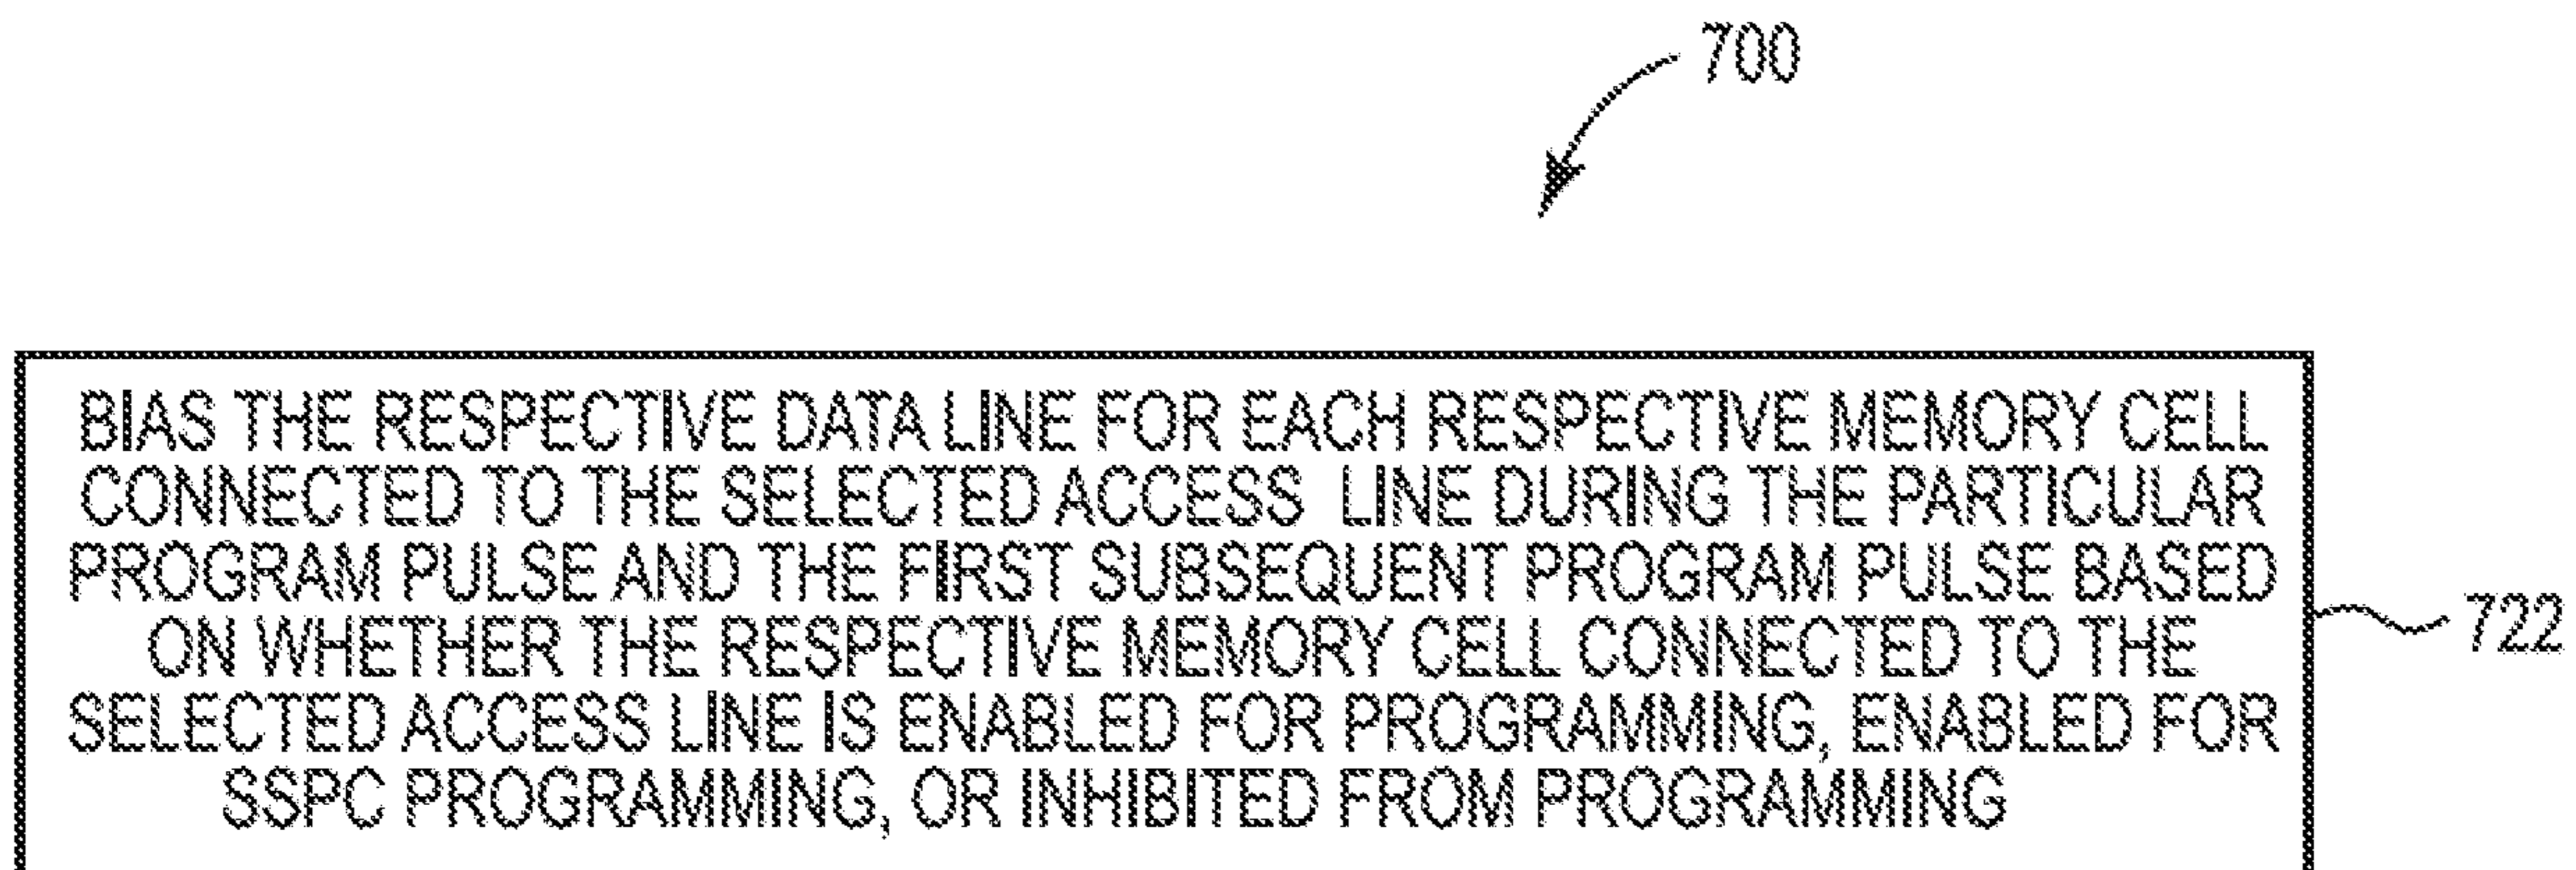 700
BIAS THE RESPECTIVE DATA LINE FOR EACH RESPECTIVE MEMORY CELL
CONNECTED TO THE SELECTED ACCESS LINE DURING THE PARTICULAR
PROGRAM PULSE AND THE FIRST SUBSEQUENT PROGRAM PULSE BASED
ON WHETHER THE RESPECTIVE MEMORY CELL CONNECTED TO THE
SELECTED ACCESS LINE IS ENABLED FOR PROGRAMMING, ENABLED FOR
SSPC PROGRAMMING, OR INHIBITED FROM PROGRAMMING
722